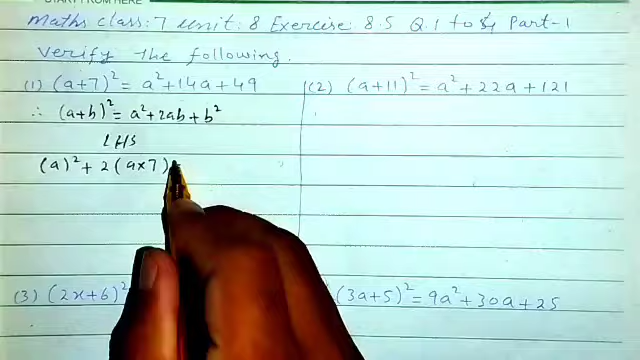 START FROM HERE
Maths class: 7 unit: 8 Exercise: 8.5 Q.1 to 4 Part-1
Verify the following.
(1) (a+7)² = a²+14a+49
(2) (a+11)² = a²+22a+121
∴ (a+b)² = a²+2ab+b²
LHS
(a)² + 2(a×7)
(3) (2x+6)²
(3a+5)² = 9a²+30a+25